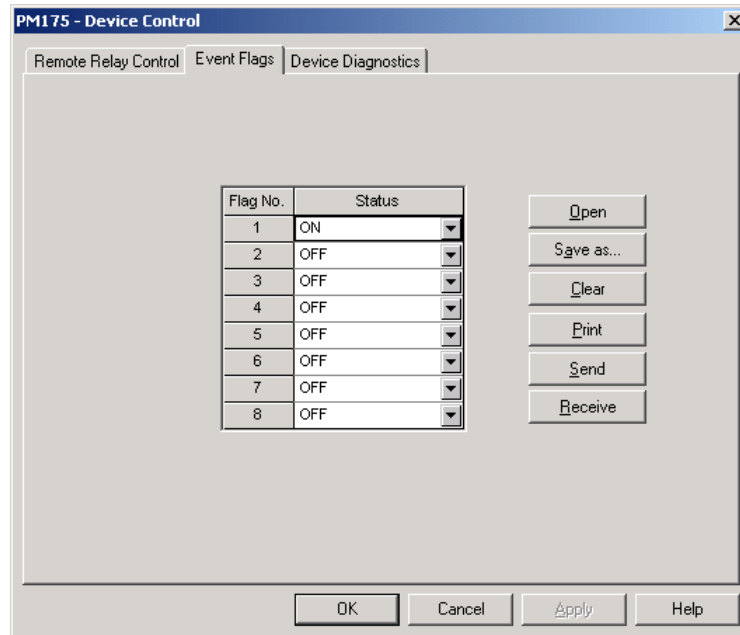 PM175 - Device Control
Remote Relay Control Event Flags Device Diagnostics
Flag No. Status
1 ON
2 OFF
3 OFF
4 OFF
5 OFF
6 OFF
7 OFF
8 OFF
Open
Save as...
Clear
Print
Send
Receive
OK Cancel Apply Help